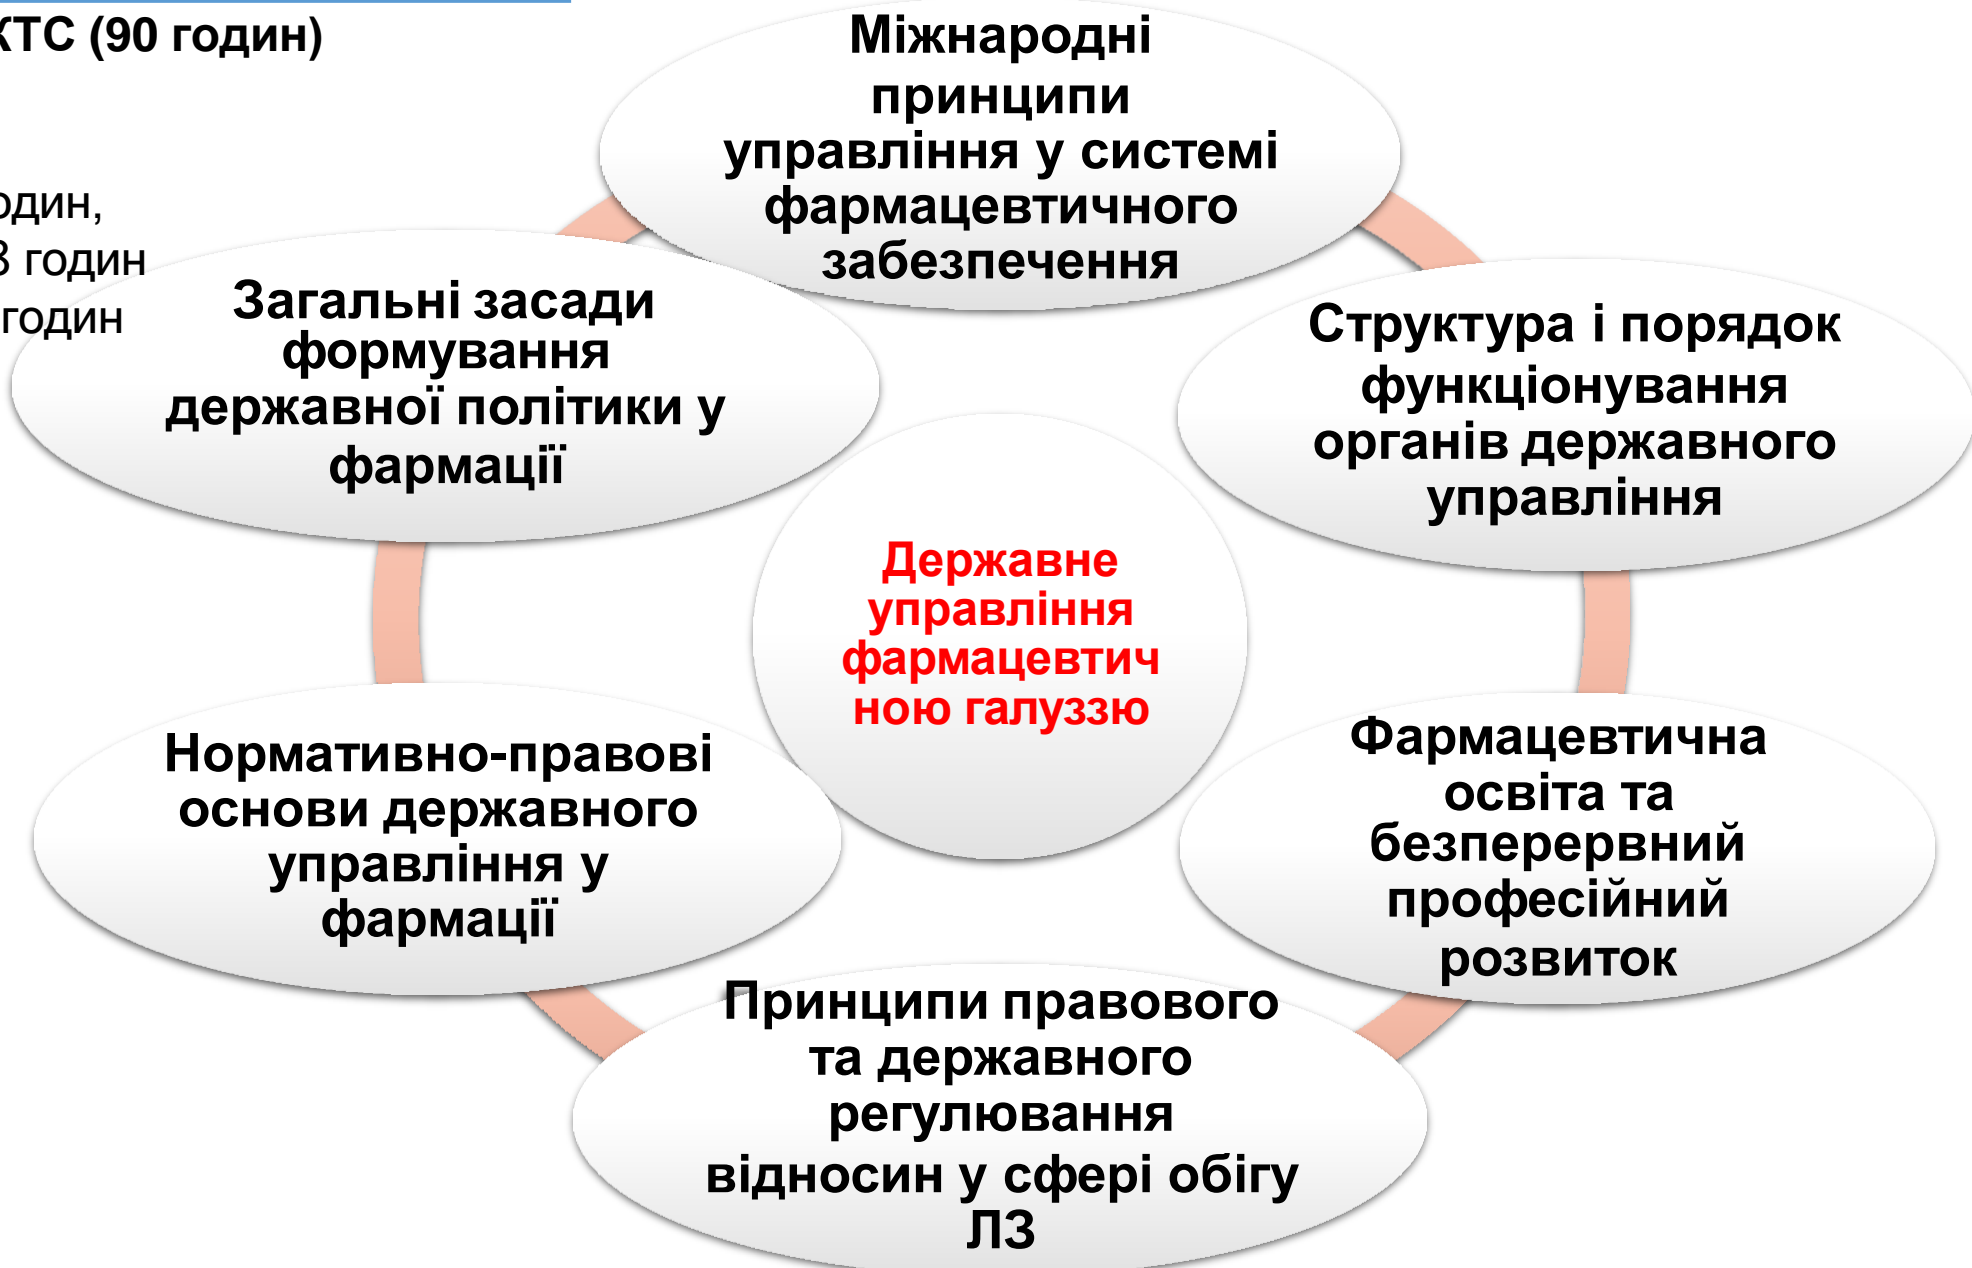 КТС (90 годин)
годин,
8 годин
годин
Міжнародні
принципи
управління у системі
фармацевтичного
забезпечення
Загальні засади
формування
державної політики у
фармації
Структура і порядок
функціонування
органів державного
управління
Державне
управління
фармацевтич
ною галуззю
Нормативно-правові
основи державного
управління у
фармації
Фармацевтична
освіта та
безперервний
професійний
розвиток
Принципи правового
та державного
регулювання
відносин у сфері обігу
ЛЗ